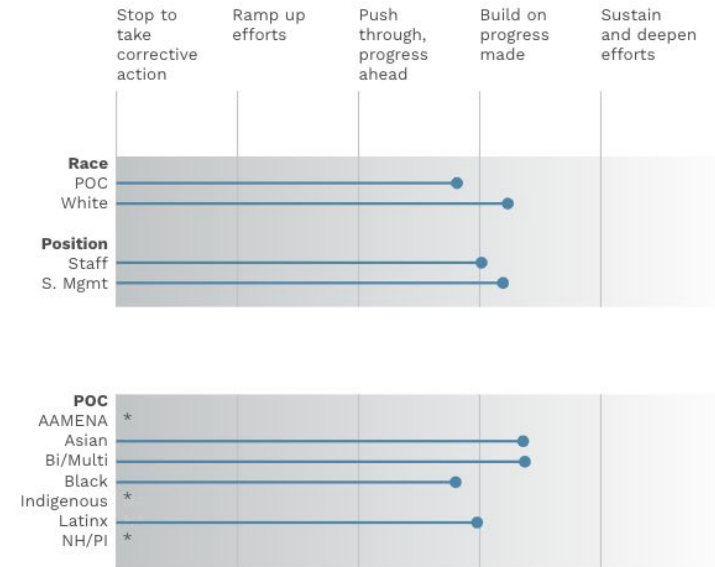 Stop to
take
corrective
action
Ramp up
efforts
Push
through,
progress
ahead
Build on
progress
made
Sustain
and deepen
efforts
Race
POC
White
Position
Staff
S. Mgmt
POC
AAMENA *
Asian
Bi/Multi
Black
Indigenous *
Latinx
NH/PI *